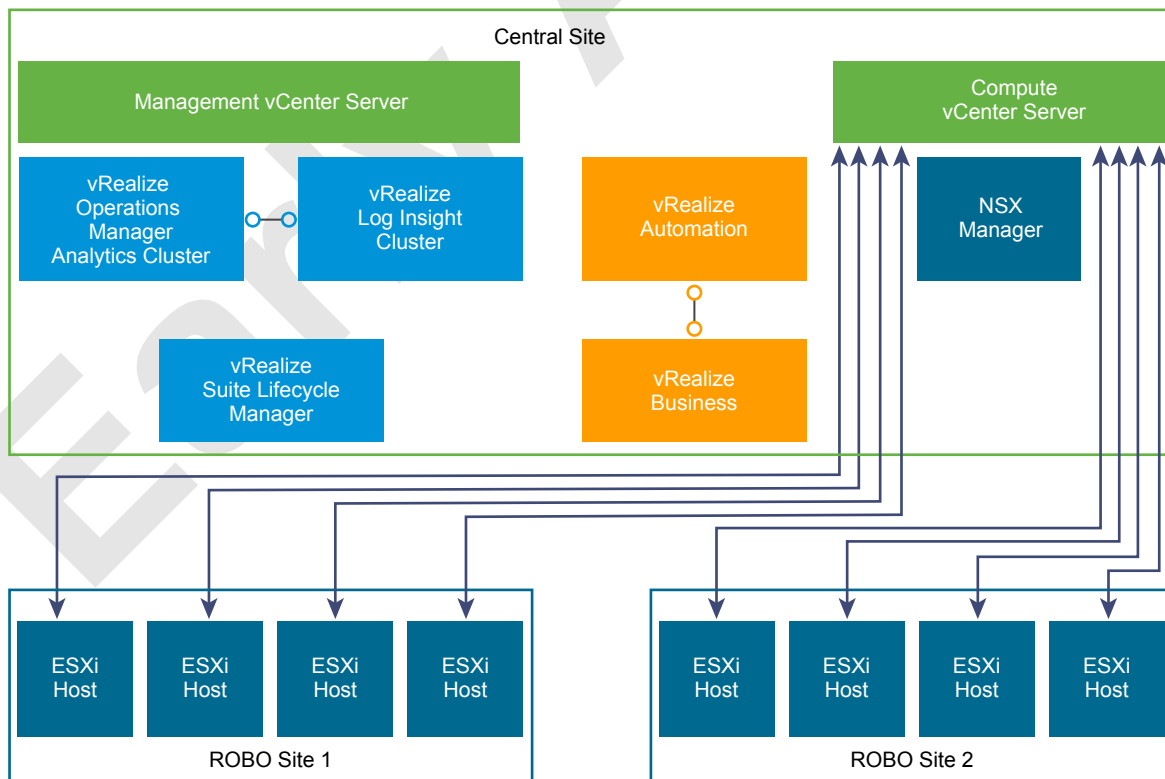 Central Site
Management vCenter Server
Compute
vCenter Server
vRealize
Operations
Manager
Analytics Cluster
vRealize
Log Insight
Cluster
vRealize
Automation
NSX
Manager
vRealize
Suite Lifecycle
Manager
vRealize
Business
ESXi
Host
ESXi
Host
ESXi
Host
ESXi
Host
ROBO Site 1
ESXi
Host
ESXi
Host
ESXi
Host
ESXi
Host
ROBO Site 2
Early